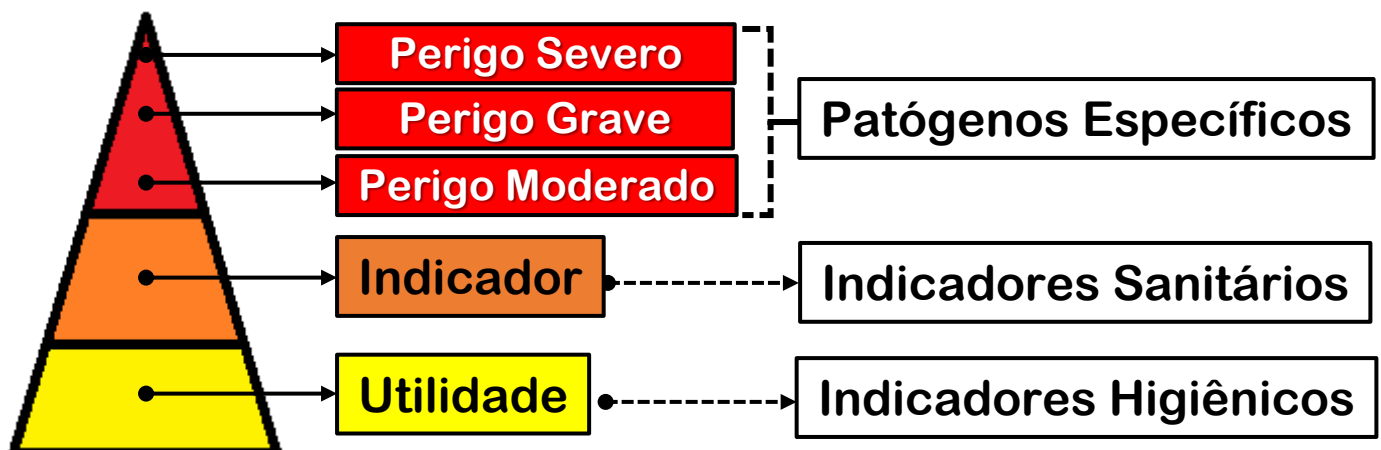 Perigo Severo
Perigo Grave
Perigo Moderado
Patógenos Específicos
Indicador
Indicadores Sanitários
Utilidade
Indicadores Higiênicos